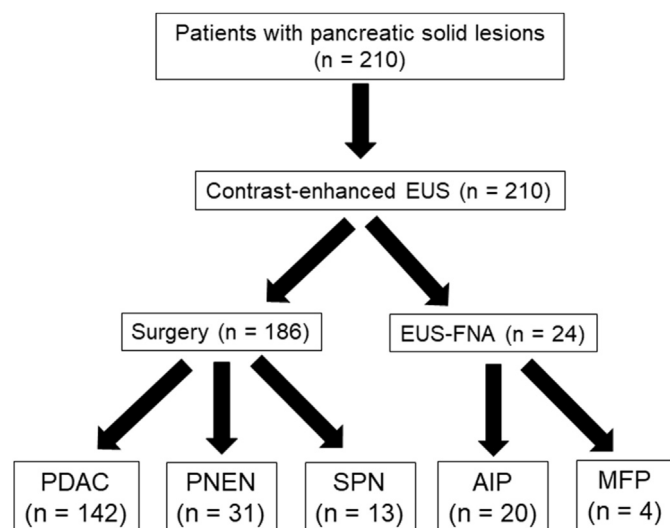 Patients with pancreatic solid lesions
(n = 210)
Contrast-enhanced EUS (n = 210)
Surgery (n = 186)
EUS-FNA (n = 24)
PDAC
(n = 142)
PNEN
(n = 31)
SPN
(n = 13)
AIP
(n = 20)
MFP
(n = 4)